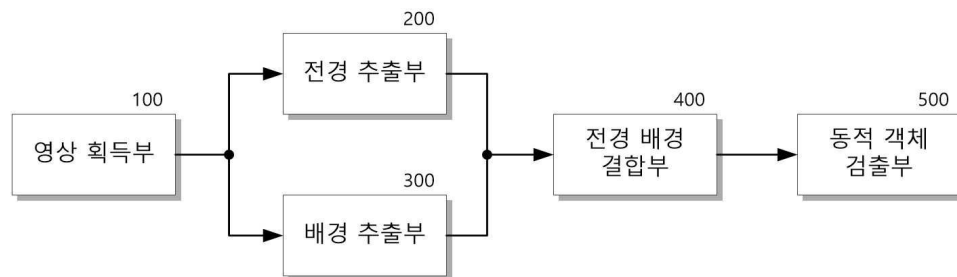 100
영상 획득부
200
전경 추출부
300
배경 추출부
400
전경 배경
결합부
500
동적 객체
검출부